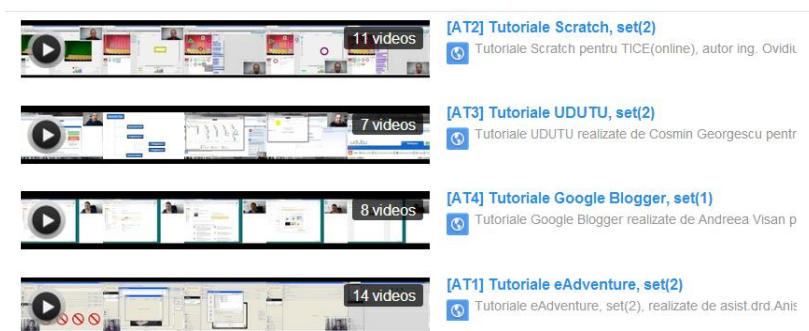 11 videos
[AT2] Tutoriale Scratch, set(2)
Tutoriale Scratch pentru TICE(online), autor ing.
7 videos
[AT3] Tutoriale UDUTU, set(2)
Tutoriale UDUTU realizate de Cosmin Georgescu pentr
8 videos
[AT4] Tutoriale Google Blogger, set(1)
Tutoriale Google Blogger realizate de Andreea Visan p
14 videos
[AT1] Tutoriale eAdventure, set(2)
Tutoriale eAdventure, set(2), realizate de asist.drd.Anis